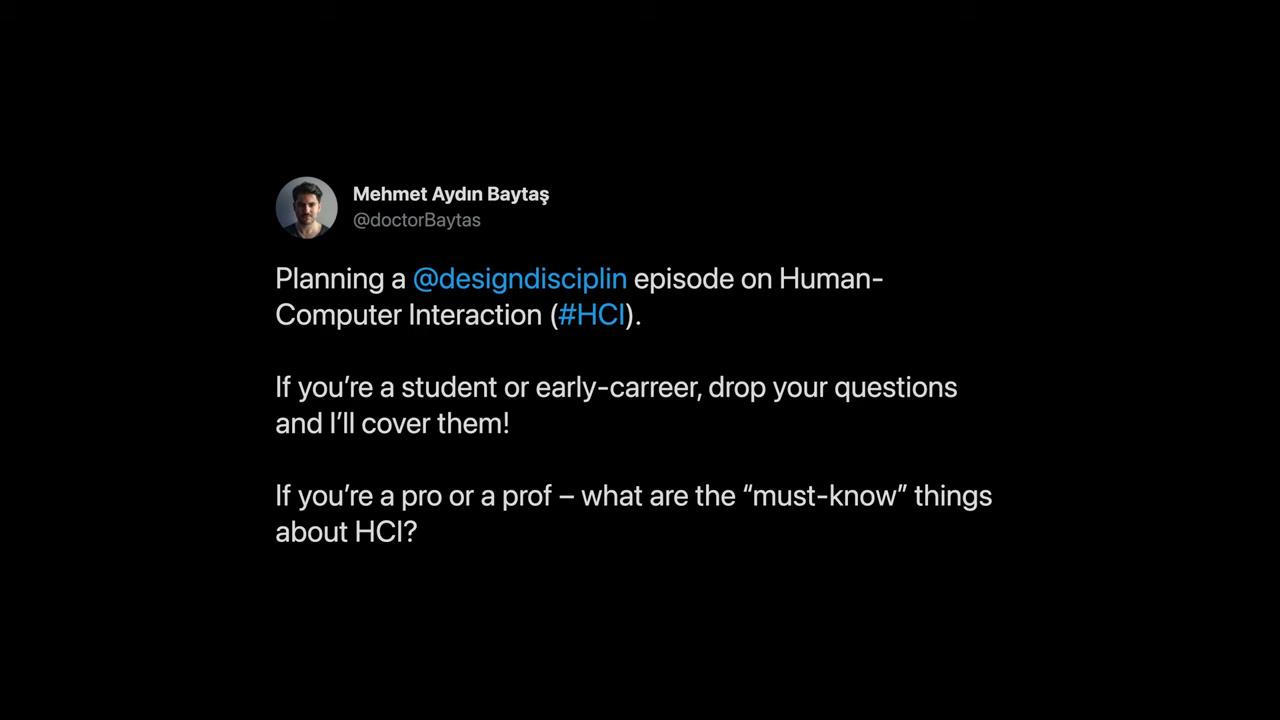 Mehmet Aydın Baytaş
@doctorBaytas
Planning a @designdisciplin episode on Human-
Computer Interaction (#HCI).
If you’re a student or early-carreer, drop your questions
and I’ll cover them!
If you’re a pro or a prof – what are the “must-know” things
about HCI?